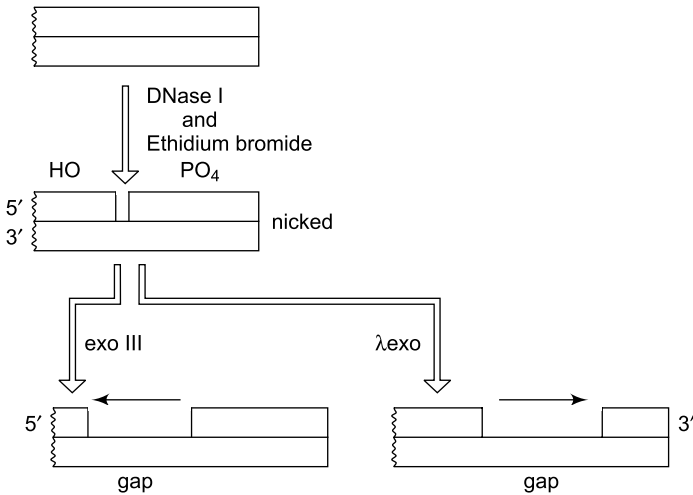 DNase I
and
Ethidium bromide
HO PO₄
5′
nicked
3′
exo III λexo
5′ 3′
gap gap